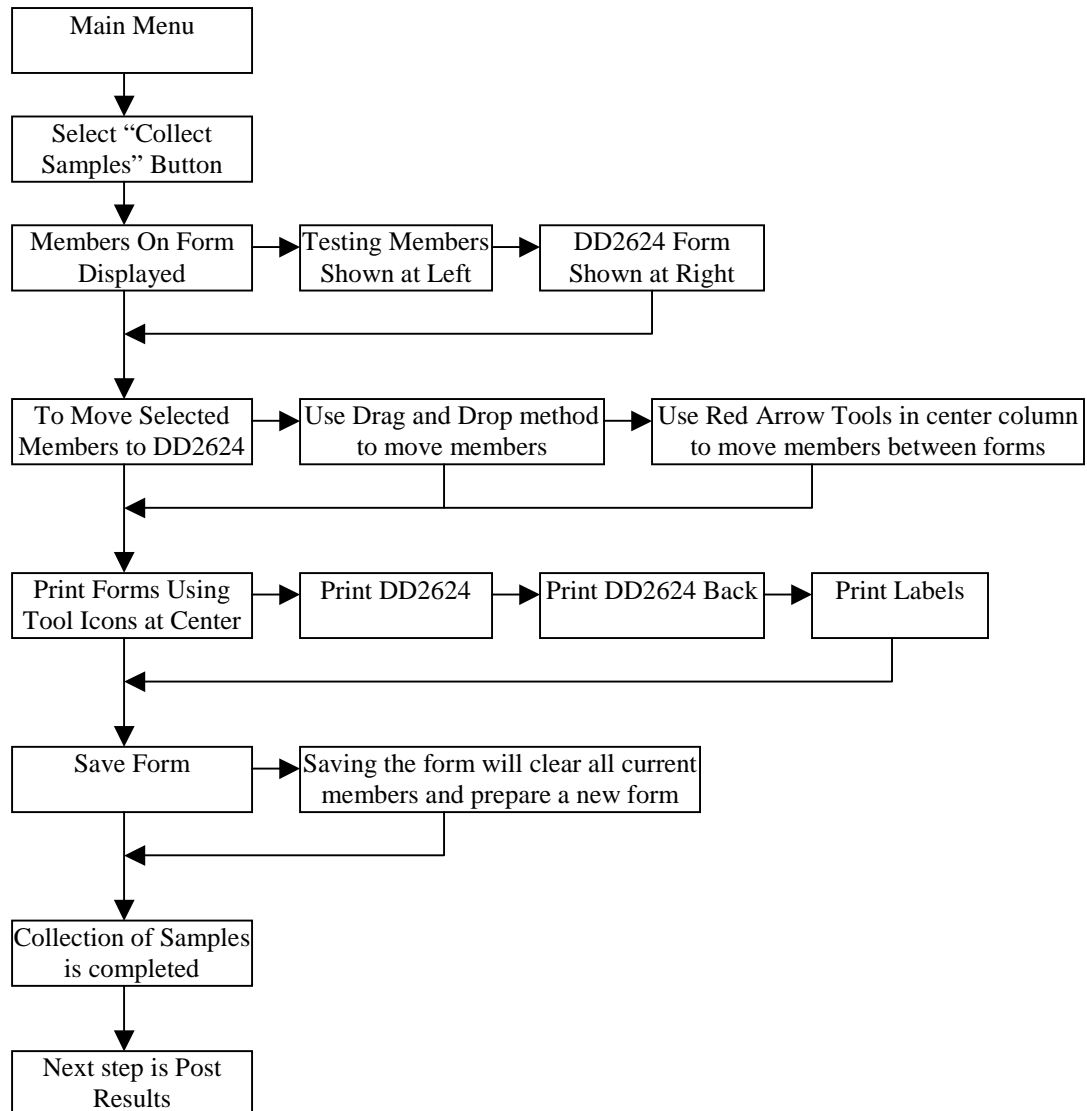 Main Menu
Select “Collect
Samples” Button
Members On Form
Displayed
Testing Members
Shown at Left
DD2624 Form
Shown at Right
To Move Selected
Members to DD2624
Use Drag and Drop method
to move members
Use Red Arrow Tools in center column
to move members between forms
Print Forms Using
Tool Icons at Center
Print DD2624
Print DD2624 Back
Print Labels
Save Form
Saving the form will clear all current
members and prepare a new form
Collection of Samples
is completed
Next step is Post
Results